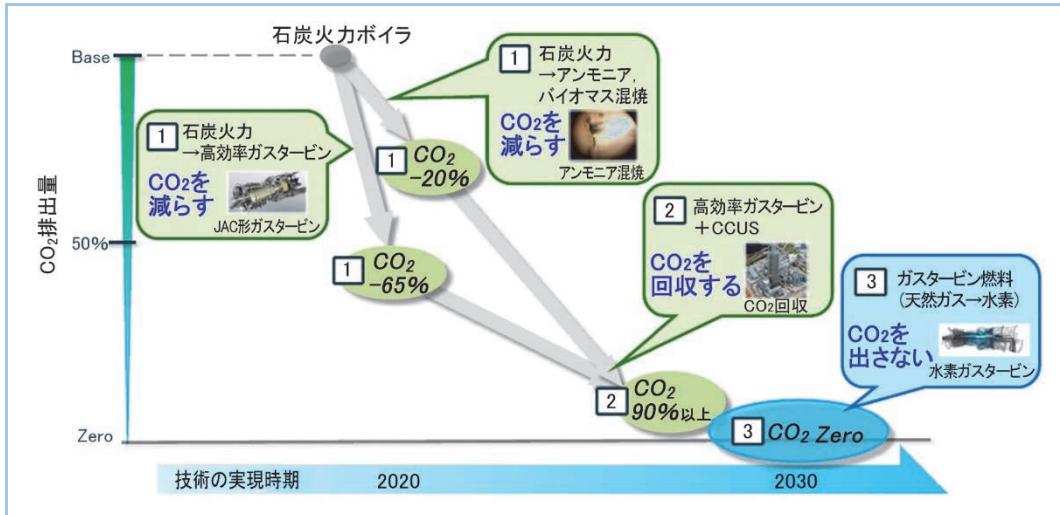 石炭火力ボイラ
Base
50%
Zero
CO₂排出量
1 石炭火力
→高効率ガスタービン
CO₂を
減らす
JAC形ガスタービン
1 石炭火力
→アンモニア,
バイオマス混焼
CO₂を
減らす
アンモニア混焼
1 CO₂
-20%
1 CO₂
-65%
2 高効率ガスタービン
＋CCUS
CO₂を
回収する
CO₂回収
3 ガスタービン燃料
(天然ガス→水素)
CO₂を
出さない
水素ガスタービン
2 CO₂
90%以上
3 CO₂ Zero
技術の実現時期 2020 2030